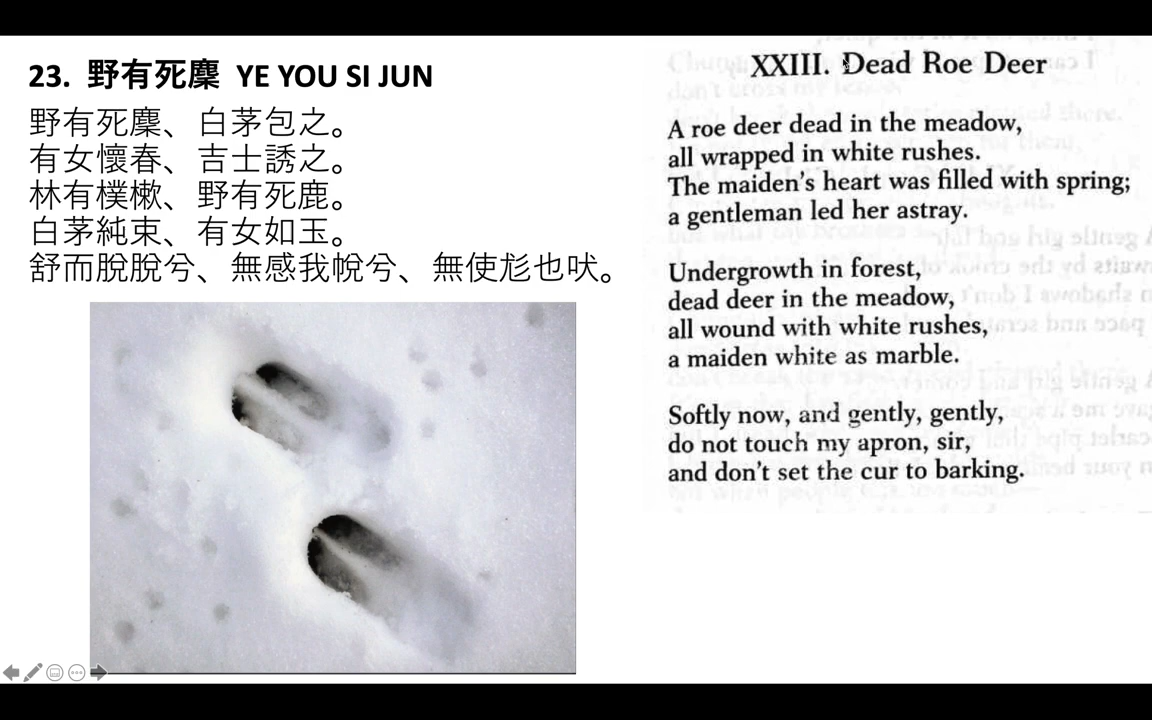 23. 野有死麇 YE YOU SI JUN
野有死麇、白茅包之。
有女懷春、吉士誘之。
林有樸樕、野有死鹿。
白茅純束、有女如玉。
舒而脫脫兮、無感我帨兮、無使尨也吠。
XXIII. Dead Roe Deer
A roe deer dead in the meadow,
all wrapped in white rushes.
The maiden's heart was filled with spring;
a gentleman led her astray.
Undergrowth in forest,
dead deer in the meadow,
all wound with white rushes,
a maiden white as marble.
Softly now, and gently, gently,
do not touch my apron, sir,
and don't set the cur to barking.